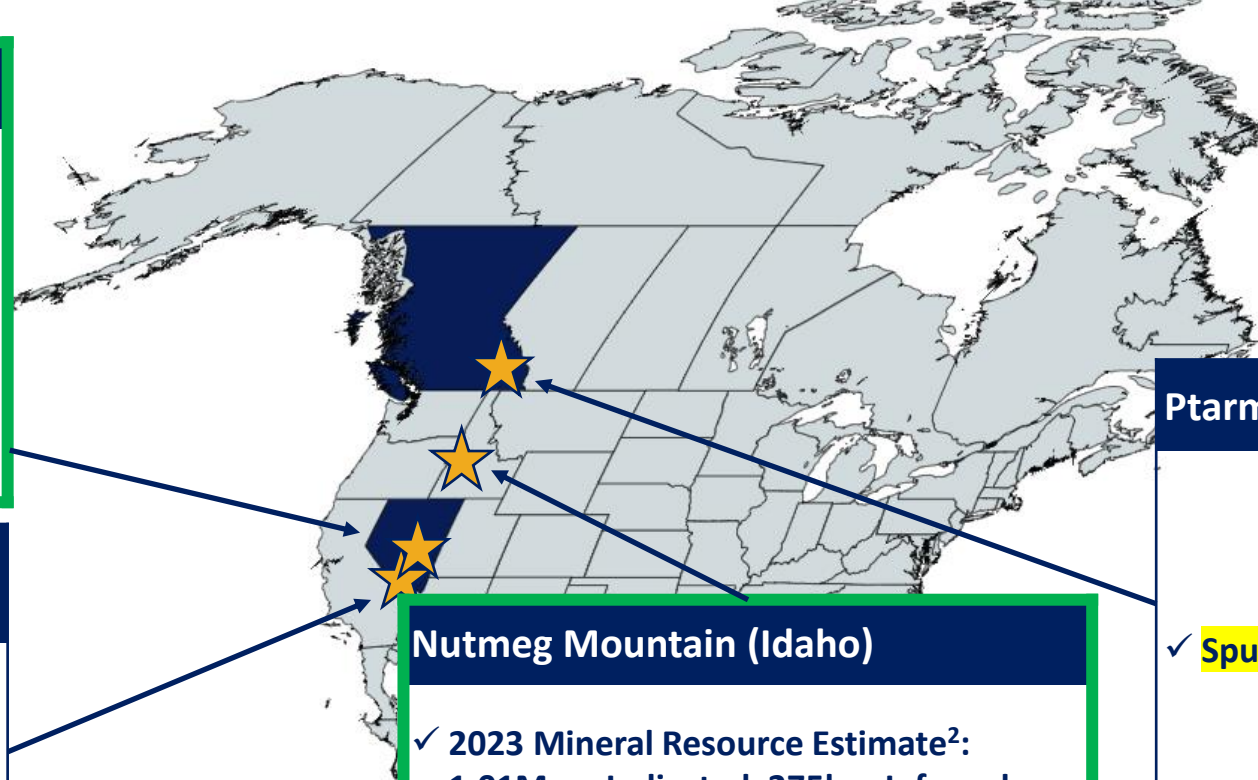 Ptarm
Nutmeg Mountain (Idaho)
✓ Spu
✓ 2023 Mineral Resource Estimate²: